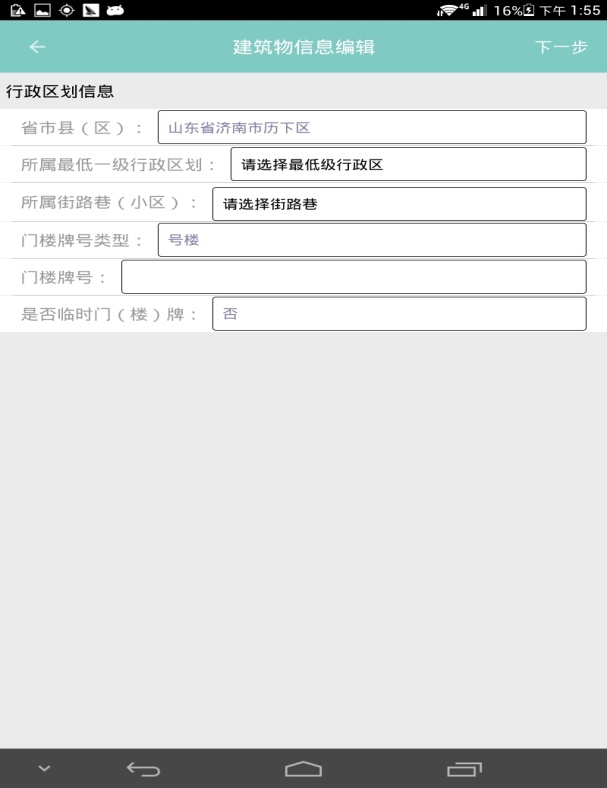 4G 16% 下午 1:55
建筑物信息编辑 下一步
行政区划信息
省市县（区）： 山东省济南市历下区
所属最低一级行政区划： 请选择最低级行政区
所属街路巷（小区）： 请选择街路巷
门楼牌号类型： 号楼
门楼牌号：
是否临时门（楼）牌： 否